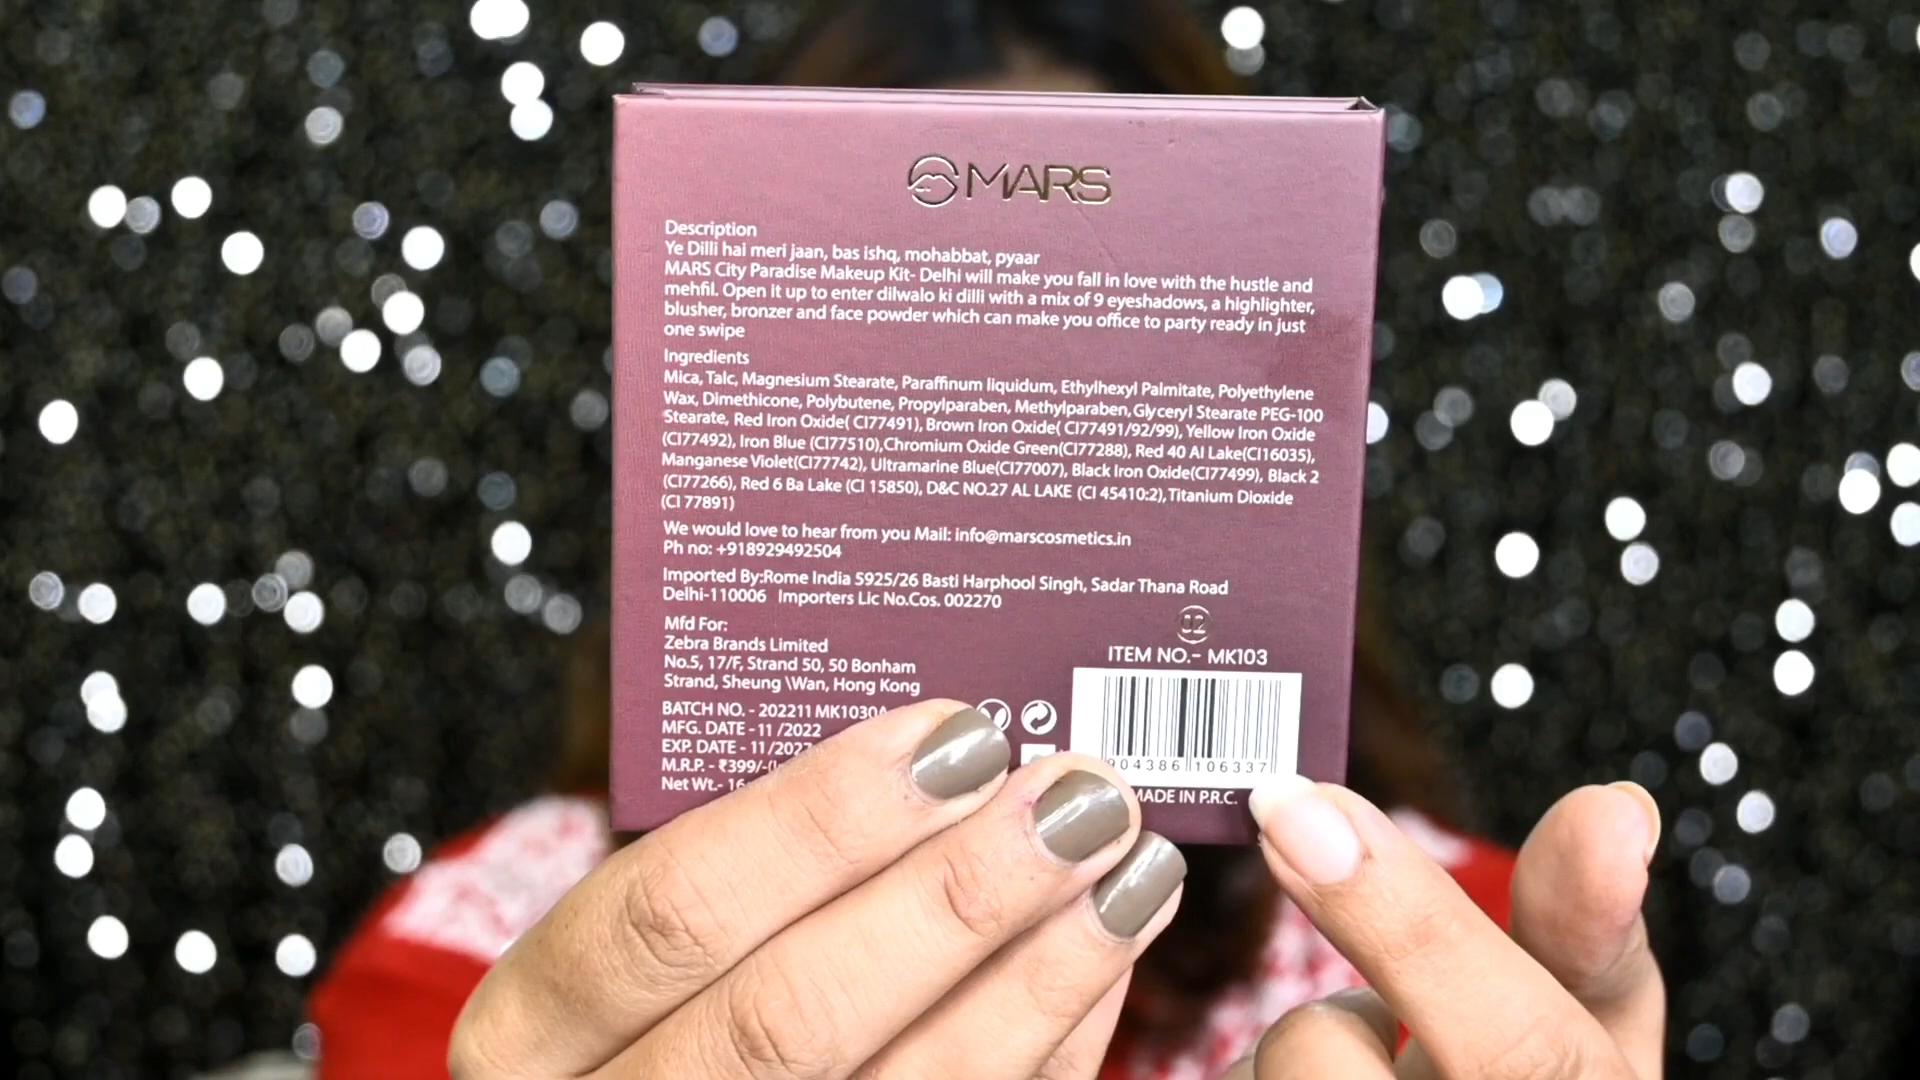 MARS
Description
Ye Dilli hai meri jaan, bas ishq, mohabbat, pyaar
MARS City Paradise Makeup Kit- Delhi will make you fall in love with the hustle and
mehfil. Open it up to enter dilwalo ki dilli with a mix of 9 eyeshadows, a highlighter,
blusher, bronzer and face powder which can make you office to party ready in just
one swipe
Ingredients
Mica, Talc, Magnesium Stearate, Paraffinum liquidum, Ethylhexyl Palmitate, Polyethylene
Wax, Dimethicone, Polybutene, Propylparaben, Methylparaben, Glyceryl Stearate PEG-100
Stearate, Red Iron Oxide( CI77491), Brown Iron Oxide( CI77491/92/99), Yellow Iron Oxide
(CI77492), Iron Blue (CI77510),Chromium Oxide Green(CI77288), Red 40 Al Lake(CI16035),
Manganese Violet(CI77742), Ultramarine Blue(CI77007), Black Iron Oxide(CI77499), Black 2
(CI77266), Red 6 Ba Lake (CI 15850), D&C NO.27 AL LAKE (CI 45410:2),Titanium Dioxide
(CI 77891)
We would love to hear from you Mail: info@marscosmetics.in
Ph no: +918929492504
Imported By:Rome India 5925/26 Basti Harphool Singh, Sadar Thana Road
Delhi-110006 Importers Lic No.Cos. 002270
Mfd For:
Zebra Brands Limited
No.5, 17/F, Strand 50, 50 Bonham
Strand, Sheung \Wan, Hong Kong
BATCH NO. - 202211 MK1030
MFG. DATE - 11 /2022
EXP. DATE - 11 /2027
M.R.P. - ₹399/-
Net Wt.- 16
02
ITEM NO.- MK103
904386 106337
MADE IN P.R.C.